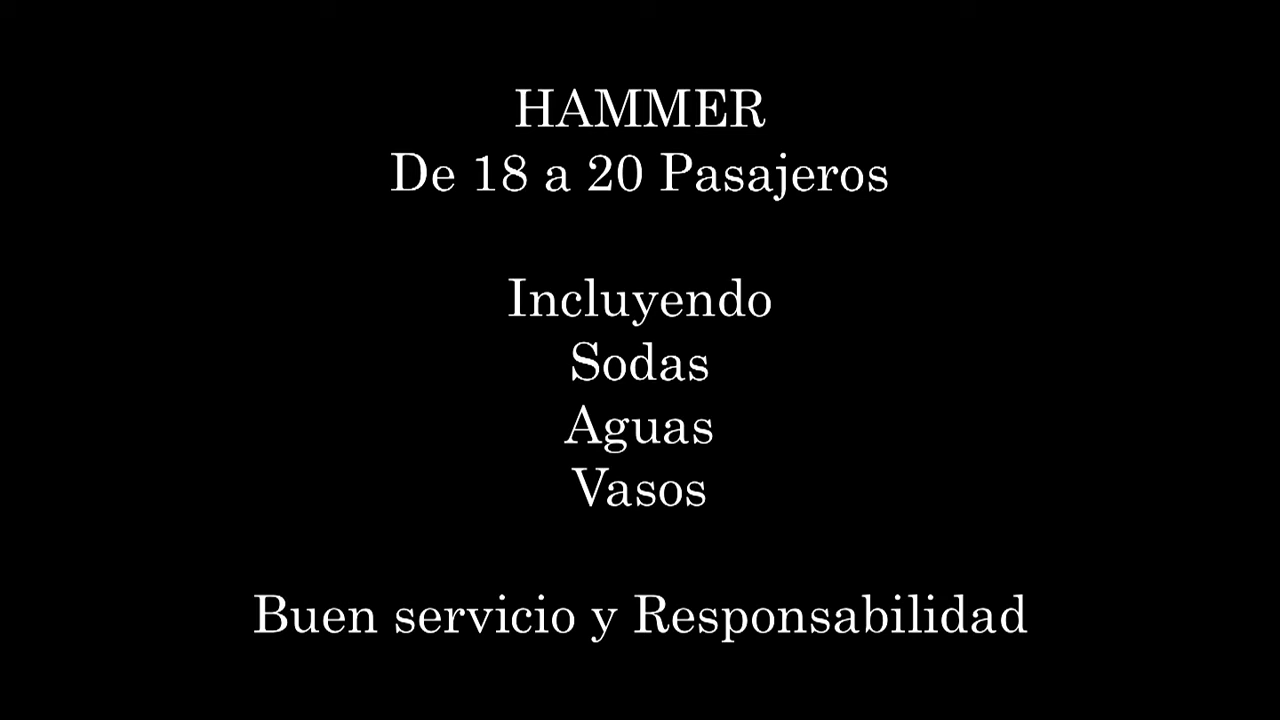 HAMMER
De 18 a 20 Pasajeros
Incluyendo
Sodas
Aguas
Vasos
Buen servicio y Responsabilidad